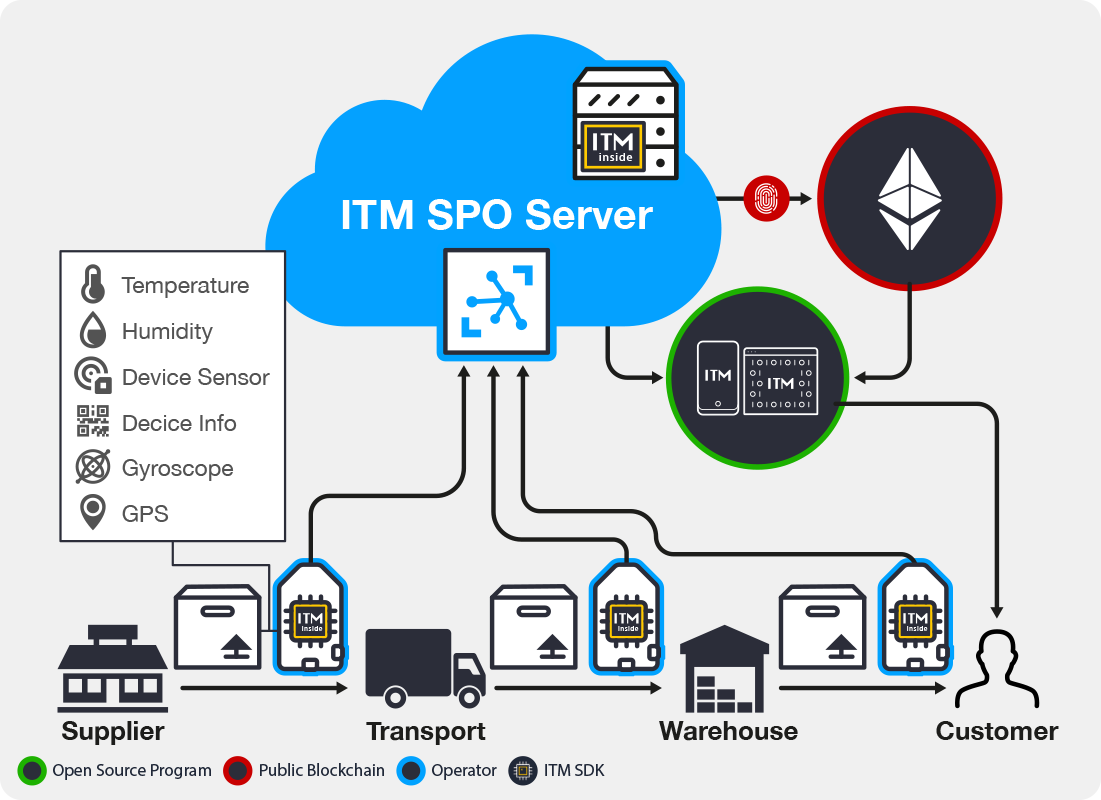 ITM
inside
ITM SPO Server
Temperature
Humidity
Device Sensor
Decice Info
Gyroscope
GPS
ITM
ITM
ITM
inside
ITM
inside
ITM
inside
Supplier
Transport
Warehouse
Customer
Open Source Program
Public Blockchain
Operator
ITM SDK